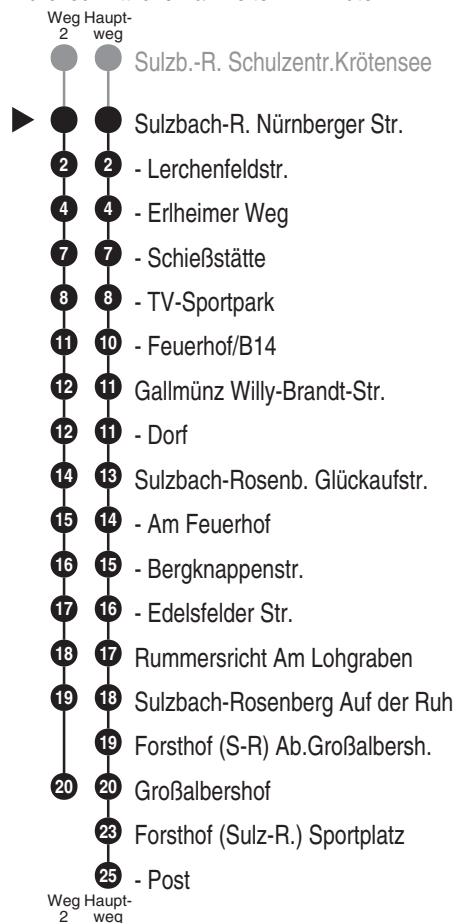 Weg Haupt-
2 weg
Sulzb.-R. Schulzentr.Krötensee
Sulzbach-R. Nürnberger Str.
2 2 - Lerchenfeldstr.
4 4 - Erlheimer Weg
7 7 - Schießstätte
8 8 - TV-Sportpark
11 10 - Feuerhof/B14
12 11 Gallmünz Willy-Brandt-Str.
12 11 - Dorf
14 13 Sulzbach-Rosenb. Glückaufstr.
15 14 - Am Feuerhof
16 15 - Bergknappenstr.
17 16 - Edelsfelder Str.
18 17 Rummersricht Am Lohgraben
19 18 Sulzbach-Rosenberg Auf der Ruh
19 Forsthof (S-R) Ab.Großalbersh.
20 20 Großalbershof
23 Forsthof (Sulz-R.) Sportplatz
25 - Post
Weg Haupt-
2 weg